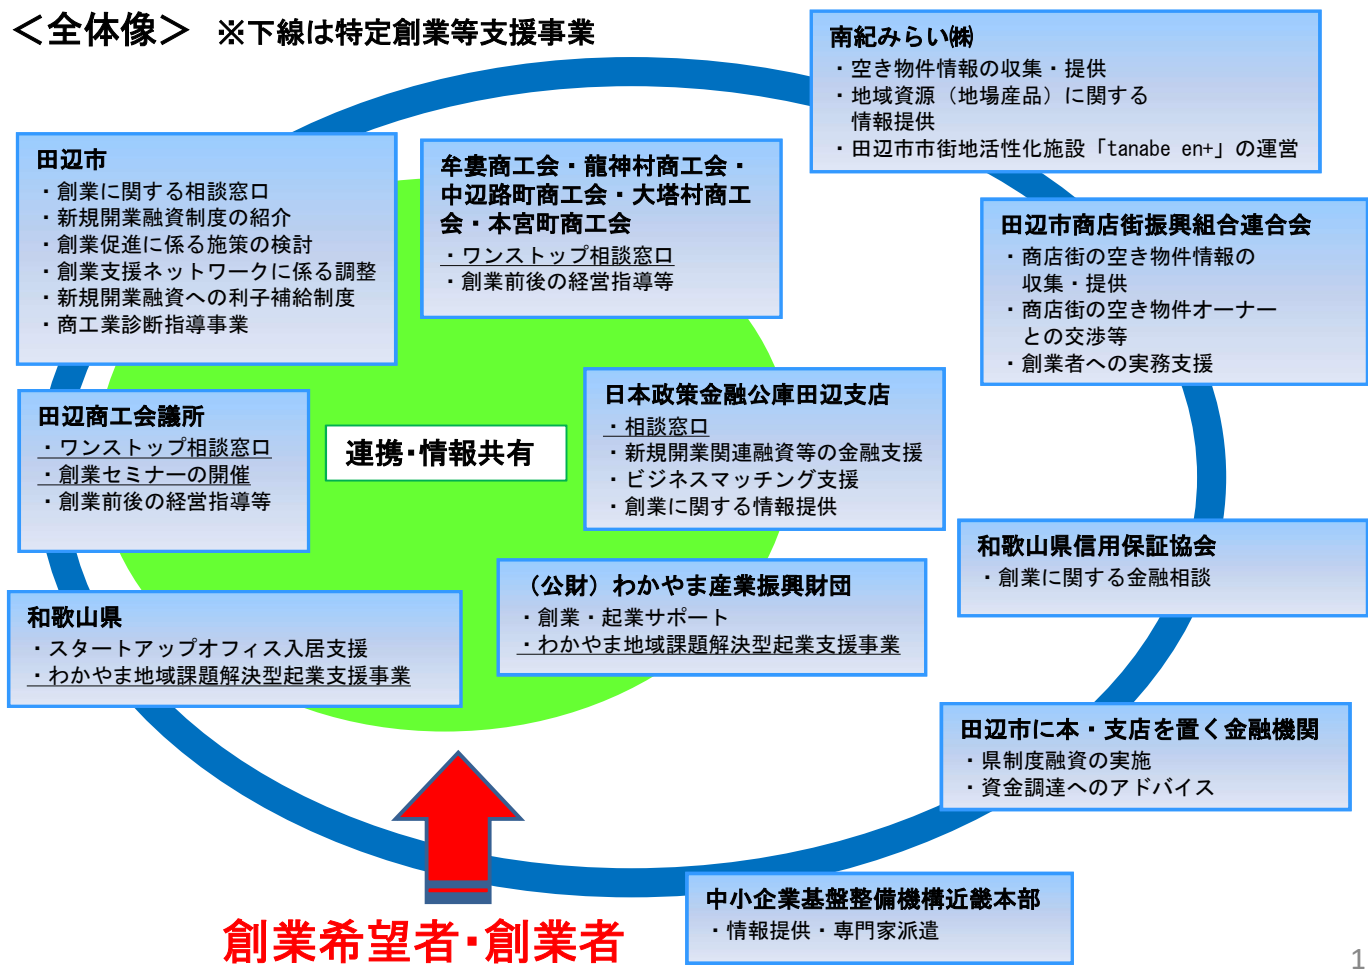 ＜全体像＞ ※下線は特定創業等支援事業
南紀みらい㈱
・空き物件情報の収集・提供
・地域資源（地場産品）に関する
情報提供
・田辺市市街地活性化施設「tanabe en+」の運営
田辺市
・創業に関する相談窓口
・新規開業融資制度の紹介
・創業促進に係る施策の検討
・創業支援ネットワークに係る調整
・新規開業融資への利子補給制度
・商工業診断指導事業
牟婁商工会・龍神村商工会・
中辺路町商工会・大塔村商工
会・本宮町商工会
・ワンストップ相談窓口
・創業前後の経営指導等
田辺市商店街振興組合連合会
・商店街の空き物件情報の
収集・提供
・商店街の空き物件オーナー
との交渉等
・創業者への実務支援
田辺商工会議所
・ワンストップ相談窓口
・創業セミナーの開催
・創業前後の経営指導等
連携・情報共有
日本政策金融公庫田辺支店
・相談窓口
・新規開業関連融資等の金融支援
・ビジネスマッチング支援
・創業に関する情報提供
和歌山県信用保証協会
・創業に関する金融相談
（公財）わかやま産業振興財団
・創業・起業サポート
・わかやま地域課題解決型起業支援事業
和歌山県
・スタートアップオフィス入居支援
・わかやま地域課題解決型起業支援事業
田辺市に本・支店を置く金融機関
・県制度融資の実施
・資金調達へのアドバイス
中小企業基盤整備機構近畿本部
・情報提供・専門家派遣
創業希望者・創業者
1